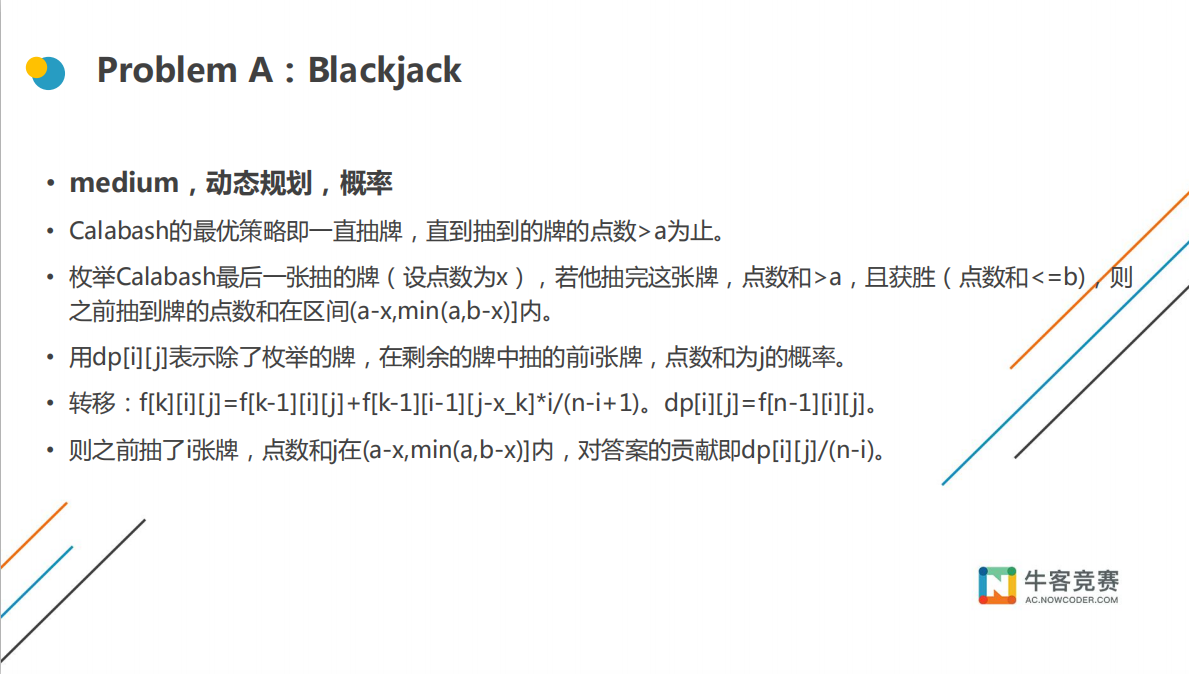 Problem A：Blackjack
• medium，动态规划，概率
• Calabash的最优策略即一直抽牌，直到抽到的牌的点数>a为止。
• 枚举Calabash最后一张抽的牌（设点数为x），若他抽完这张牌，点数和>a，且获胜（点数和<=b)，则
之前抽到牌的点数和在区间(a-x,min(a,b-x)]内。
• 用dp[i][j]表示除了枚举的牌，在剩余的牌中抽的前i张牌，点数和为j的概率。
• 转移：f[k][i][j]=f[k-1][i][j]+f[k-1][i-1][j-x_k]*i/(n-i+1)。dp[i][j]=f[n-1][i][j]。
• 则之前抽了i张牌，点数和j在(a-x,min(a,b-x)]内，对答案的贡献即dp[i][j]/(n-i)。
牛客竞赛
AC.NOWCODER.COM